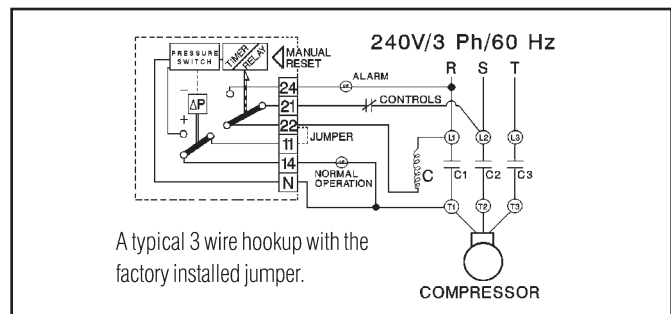 240V/3 Ph/60 Hz
R S T
PRESSURE
SWITCH
TIMER
RELAY
MANUAL
RESET
24
ALARM
21
CONTROLS
ΔP
−
+
22
JUMPER
11
14
NORMAL
OPERATION
N
L1 L2 L3
C C1 C2 C3
T1 T2 T3
COMPRESSOR
A typical 3 wire hookup with the
factory installed jumper.